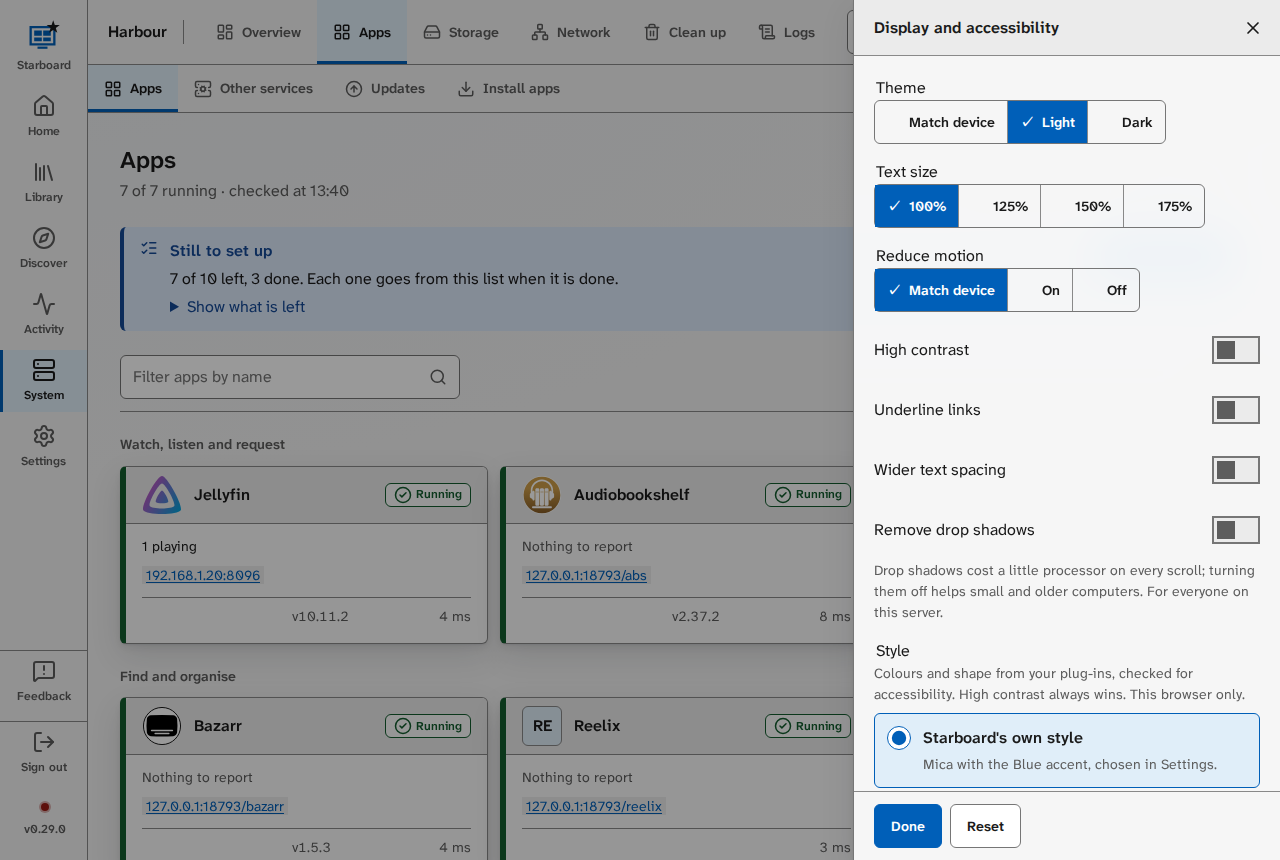 Starboard
Home
Library
Discover
Activity
System
Settings
Feedback
Sign out
v0.29.0
Harbour
Overview
Apps
Storage
Network
Clean up
Logs
Apps
Other services
Updates
Install apps
Apps
7 of 7 running · checked at 13:40
Still to set up
7 of 10 left, 3 done. Each one goes from this list when it is done.
Show what is left
Filter apps by name
Watch, listen and request
Jellyfin
Running
1 playing
192.168.1.20:8096
v10.11.2
4 ms
Audiobookshelf
Running
Nothing to report
127.0.0.1:18793/abs
v2.37.2
8 ms
Find and organise
Bazarr
Running
Nothing to report
127.0.0.1:18793/bazarr
v1.5.3
4 ms
RE
Reelix
Running
Nothing to report
127.0.0.1:18793/reelix
3 ms
Display and accessibility
Theme
Match device
✓ Light
Dark
Text size
✓ 100%
125%
150%
175%
Reduce motion
✓ Match device
On
Off
High contrast
Underline links
Wider text spacing
Remove drop shadows
Drop shadows cost a little processor on every scroll; turning
them off helps small and older computers. For everyone on
this server.
Style
Colours and shape from your plug-ins, checked for
accessibility. High contrast always wins. This browser only.
Starboard's own style
Mica with the Blue accent, chosen in Settings.
Done
Reset